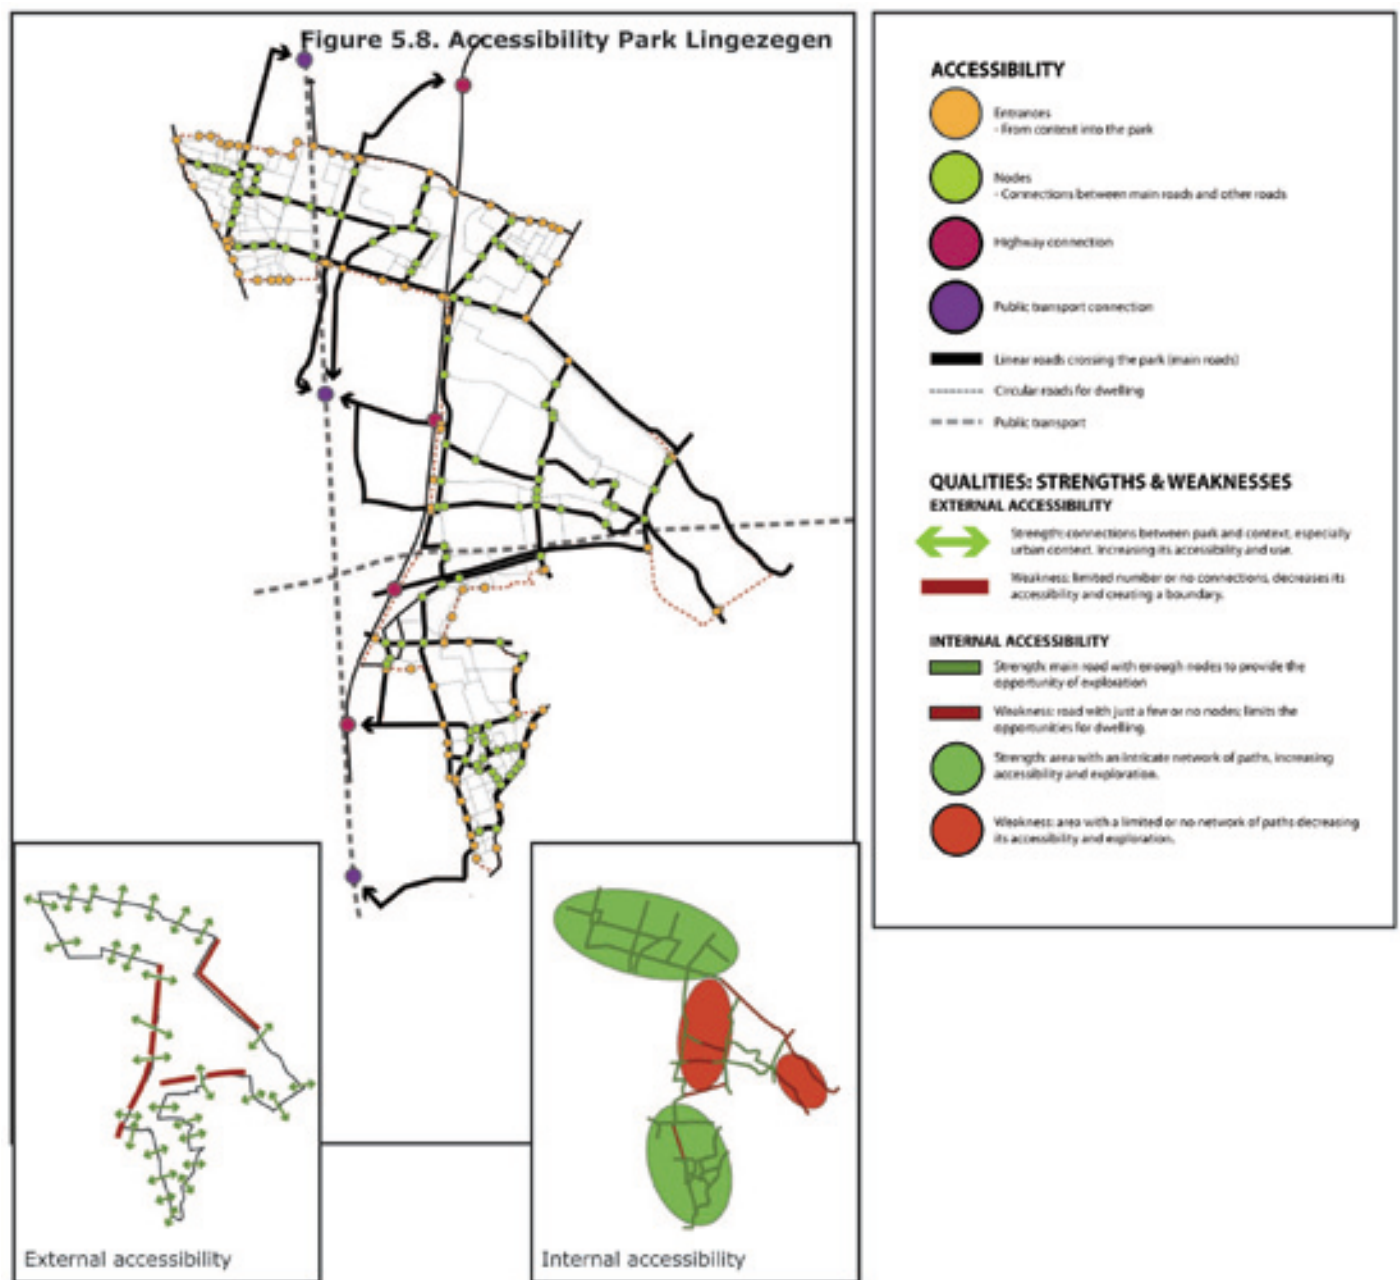 Figure 5.8. Accessibility Park Lingezegen
ACCESSIBILITY
Entrances
- From context into the park
Nodes
- Connections between main roads and other roads
Highway connection
Public transport connection
Linear roads crossing the park (main roads)
Circular roads for dwelling
Public transport
QUALITIES: STRENGTHS & WEAKNESSES
EXTERNAL ACCESSIBILITY
Strength: connections between park and context, especially
urban context. Increasing its accessibility and use.
Weakness: limited number or no connections, decreases its
accessibility and creating a boundary.
INTERNAL ACCESSIBILITY
Strength: main road with enough nodes to provide the
opportunity of exploration
Weakness: road with just a few or no nodes; limits the
opportunities for dwelling.
Strength: area with an intricate network of paths, increasing
accessibility and exploration.
Weakness: area with a limited or no network of paths decreasing
its accessibility and exploration.
External accessibility
Internal accessibility